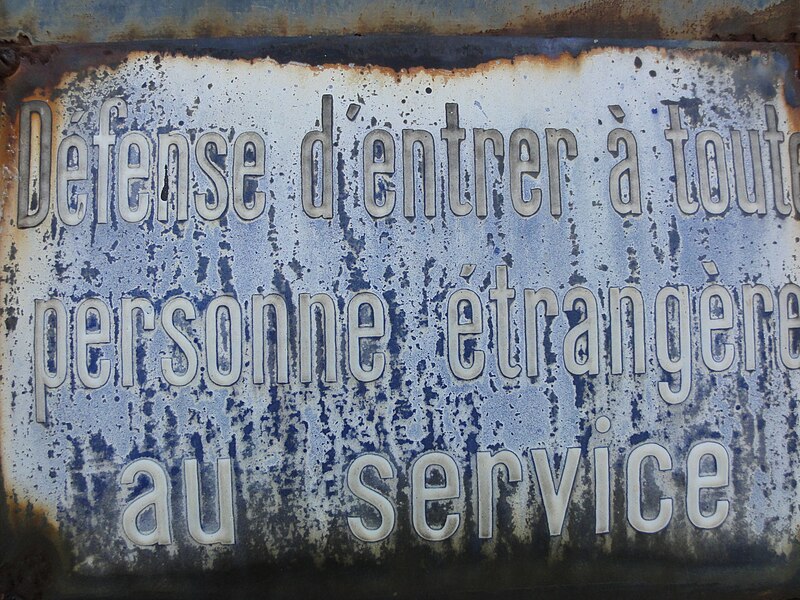 Défense d'entrer à toute
personne étrangère
au service